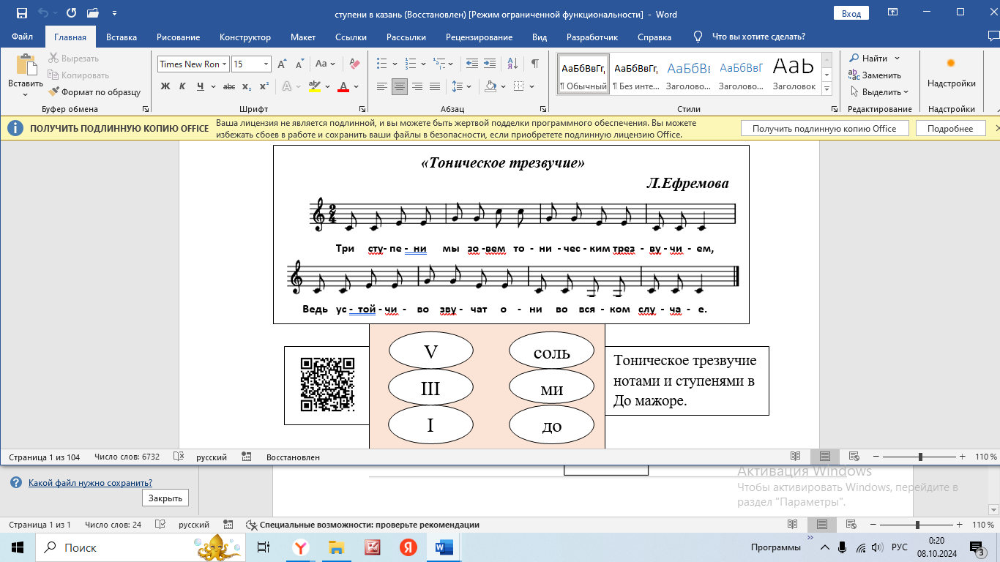 ступени в казань (Восстановлен) [Режим ограниченной функциональности] - Word
Вход
Файл Главная Вставка Рисование Конструктор Макет Ссылки Рассылки Рецензирование Вид Разработчик Справка Что вы хотите сделать?
Вставить
Вырезать
Копировать
Формат по образцу
Буфер обмена
Times New Ron 15
Ж К Ч abc x₂ x²
Шрифт
Абзац
АаБбВвГг, АаБбВвГг, АаБбВв АаБбВвГ АаЬ
¶ Обычный ¶ Без инте... Заголово... Заголово... Заголовок
Стили
Найти
Заменить
Выделить
Редактирование
Надстройки
Надстройки
ПОЛУЧИТЬ ПОДЛИННУЮ КОПИЮ OFFICE
Ваша лицензия не является подлинной, и вы можете быть жертвой подделки программного обеспечения. Вы можете
избежать сбоев в работе и сохранить ваши файлы в безопасности, если приобретете подлинную лицензию Office.
Получить подлинную копию Office
Подробнее
«Тоническое трезвучие»
Л.Ефремова
2
4
Три сту- пе - ни мы зо -вем то - ни - чес - ким трез - ву - чи - ем,
Ведь ус - той - чи - во зву - чат о - ни во вся - ком слу - ча - е.
V соль
III ми
I до
Тоническое трезвучие
нотами и ступенями в
До мажоре.
Страница 1 из 104 Число слов: 6732 русский Восстановлен 110 %
Какой файл нужно сохранить?
Закрыть
Активация Windows
Чтобы активировать Windows, перейдите в
раздел "Параметры".
Страница 1 из 1 Число слов: 24 русский Специальные возможности: проверьте рекомендации 110 %
Поиск
Программы
РУС
0:20
08.10.2024
3